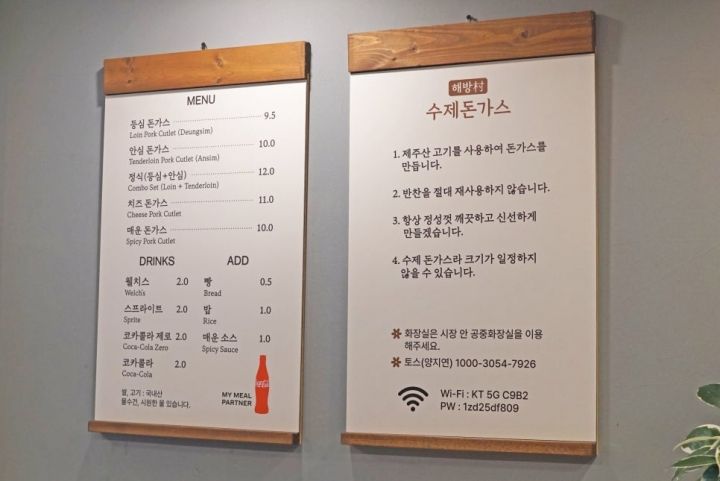 MENU
등심 돈가스 9.5
Loin Pork Cutlet (Deungsim)
안심 돈가스 10.0
Tenderloin Pork Cutlet (Ansim)
정식(등심+안심) 12.0
Combo Set (Loin + Tenderloin)
치즈 돈가스 11.0
Cheese Pork Cutlet
매운 돈가스 10.0
Spicy Pork Cutlet
DRINKS
웰치스 2.0
Welch's
스프라이트 2.0
Sprite
코카콜라 제로 2.0
Coca-Cola Zero
코카콜라 2.0
Coca-Cola
ADD
빵 0.5
Bread
밥 1.0
Rice
매운 소스 1.0
Spicy Sauce
쌀, 고기 : 국내산
물수건, 시원한 물 있습니다.
MY MEAL
PARTNER
Coca-Cola
해방村
수제돈가스
1. 제주산 고기를 사용하여 돈가스를
만듭니다.
2. 반찬을 절대 재사용하지 않습니다.
3. 항상 정성껏 깨끗하고 신선하게
만들겠습니다.
4. 수제 돈가스라 크기가 일정하지
않을 수 있습니다.
화장실은 시장 안 공중화장실을 이용
해주세요.
토스(양지연) 1000-3054-7926
Wi-Fi : KT 5G C9B2
PW : 1zd25df809